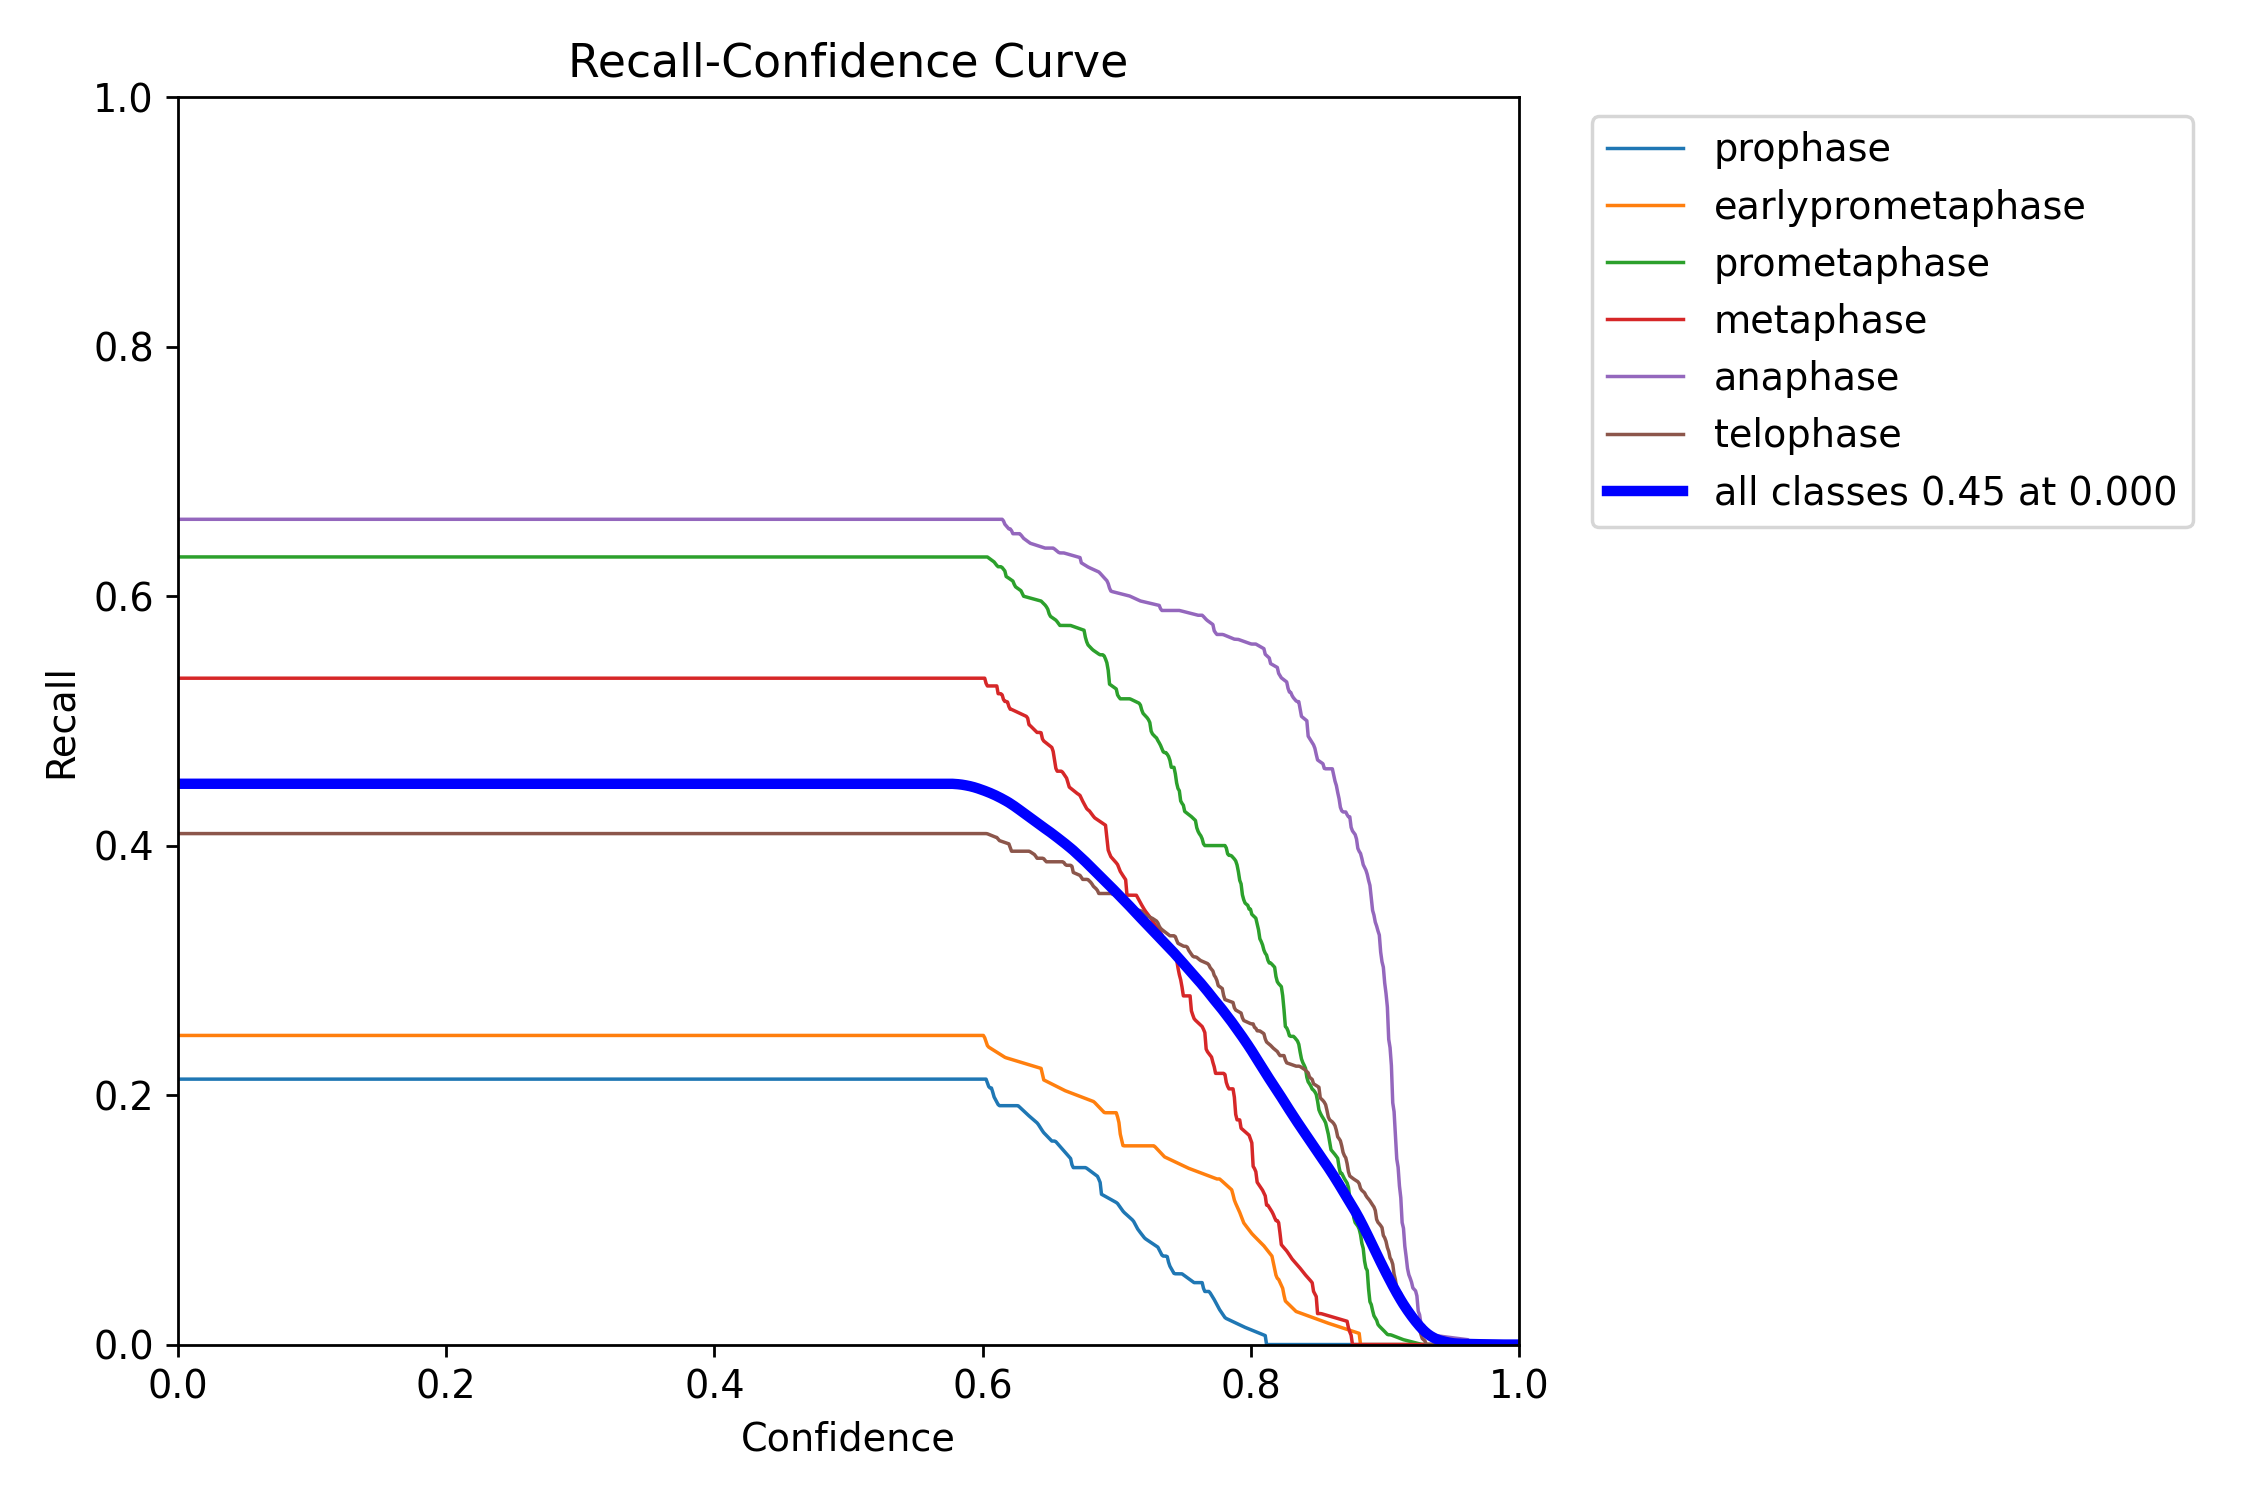 Recall-Confidence Curve
1.0
0.8
0.6
0.4
0.2
0.0
Recall
0.0 0.2 0.4 0.6 0.8 1.0
Confidence
prophase
earlyprometaphase
prometaphase
metaphase
anaphase
telophase
all classes 0.45 at 0.000